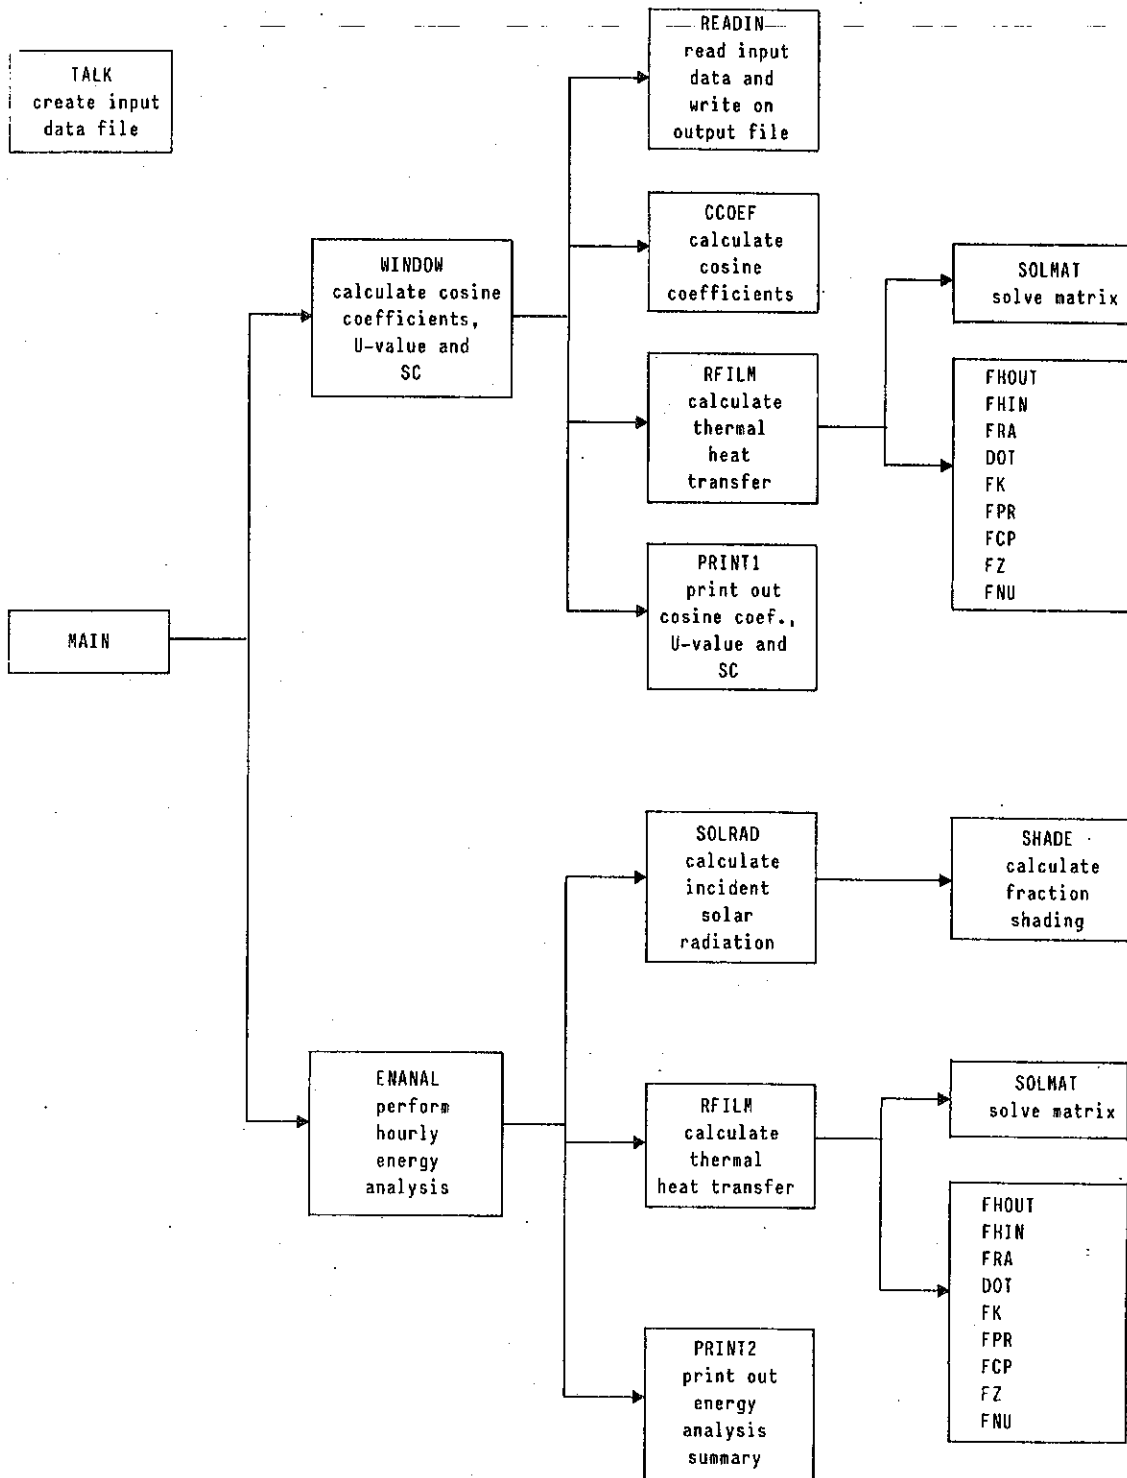 TALK
create input
data file
MAIN
WINDOW
calculate cosine
coefficients,
U-value and
SC
ENANAL
perform
hourly
energy
analysis
READIN
read input
data and
write on
output file
CCOEF
calculate
cosine
coefficients
RFILM
calculate
thermal
heat
transfer
PRINT1
print out
cosine coef.,
U-value and
SC
SOLMAT
solve matrix
FHOUT
FHIN
FRA
DOT
FK
FPR
FCP
FZ
FNU
SOLRAD
calculate
incident
solar
radiation
SHADE
calculate
fraction
shading
RFILM
calculate
thermal
heat transfer
SOLMAT
solve matrix
FHOUT
FHIN
FRA
DOT
FK
FPR
FCP
FZ
FNU
PRINT2
print out
energy
analysis
summary